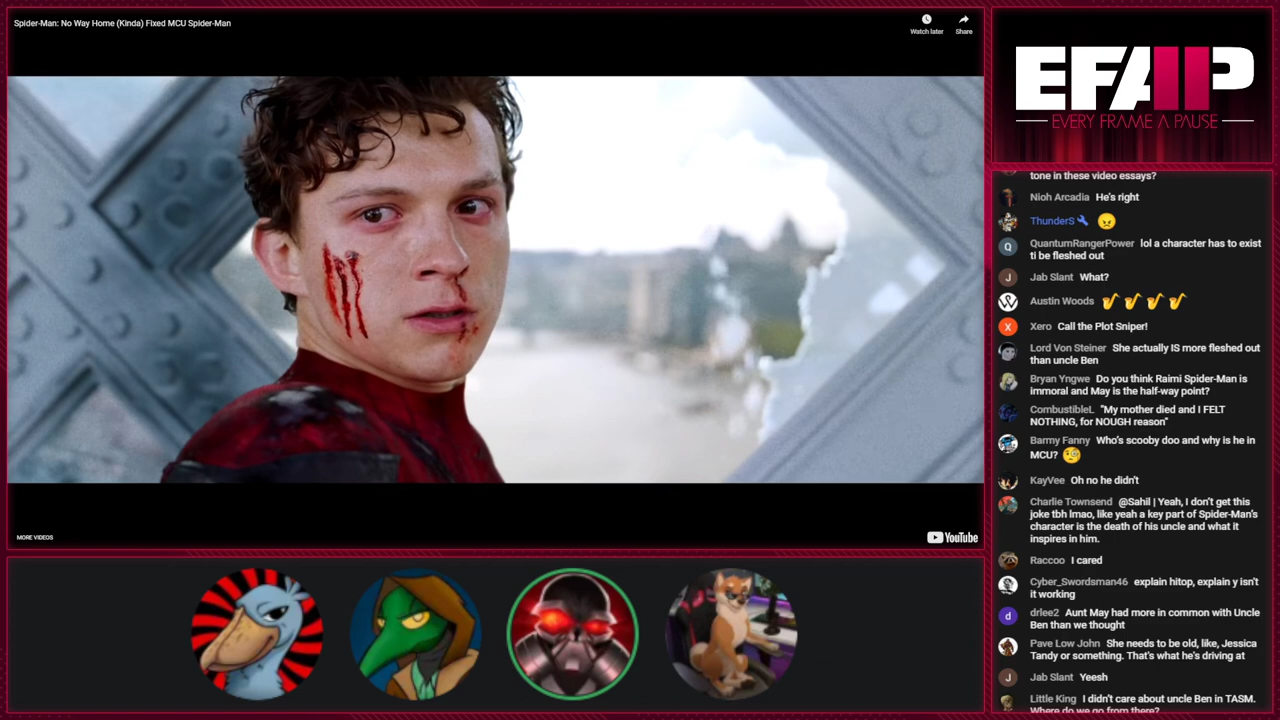 Spider-Man: No Way Home (Kinda) Fixed MCU Spider-Man
Watch later
Share
MORE VIDEOS
YouTube
EFAP
EVERY FRAME A PAUSE
tone in these video essays?
Nioh Arcadia He's right
ThunderS
QuantumRangerPower lol a character has to exist
ti be fleshed out
Jab Slant What?
Austin Woods
Xero Call the Plot Sniper!
Lord Von Steiner She actually IS more fleshed out
than uncle Ben
Bryan Yngwe Do you think Raimi Spider-Man is
immoral and May is the half-way point?
CombustibleL "My mother died and I FELT
NOTHING, for NOUGH reason"
Barmy Fanny Who's scooby doo and why is he in
MCU?
KayVee Oh no he didn't
Charlie Townsend @Sahil | Yeah, I don't get this
joke tbh lmao, like yeah a key part of Spider-Man's
character is the death of his uncle and what it
inspires in him.
Raccoo I cared
Cyber_Swordsman46 explain hitop, explain y isn't
it working
drlee2 Aunt May had more in common with Uncle
Ben than we thought
Pave Low John She needs to be old, like, Jessica
Tandy or something. That's what he's driving at
Jab Slant Yeesh
Little King I didn't care about uncle Ben in TASM.
Where do we go from there?